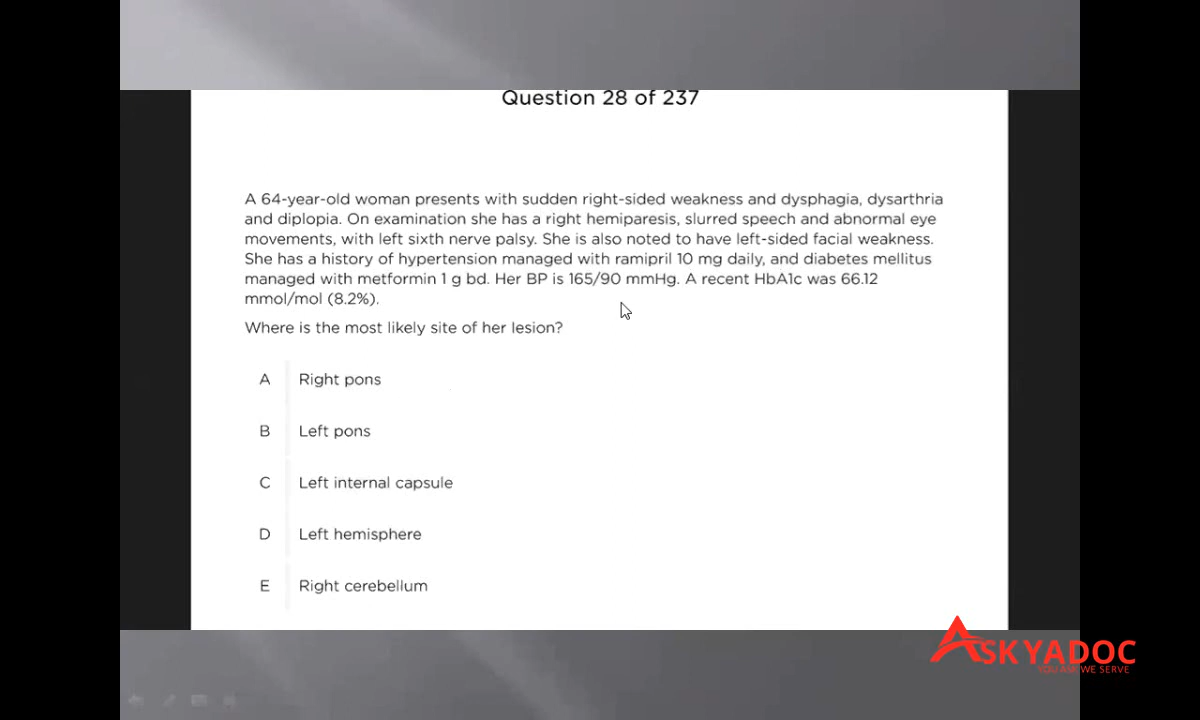 Question 28 of 237
A 64-year-old woman presents with sudden right-sided weakness and dysphagia, dysarthria
and diplopia. On examination she has a right hemiparesis, slurred speech and abnormal eye
movements, with left sixth nerve palsy. She is also noted to have left-sided facial weakness.
She has a history of hypertension managed with ramipril 10 mg daily, and diabetes mellitus
managed with metformin 1 g bd. Her BP is 165/90 mmHg. A recent HbA1c was 66.12
mmol/mol (8.2%).
Where is the most likely site of her lesion?
A Right pons
B Left pons
C Left internal capsule
D Left hemisphere
E Right cerebellum
ASKYADOC
YOU ASK WE SERVE